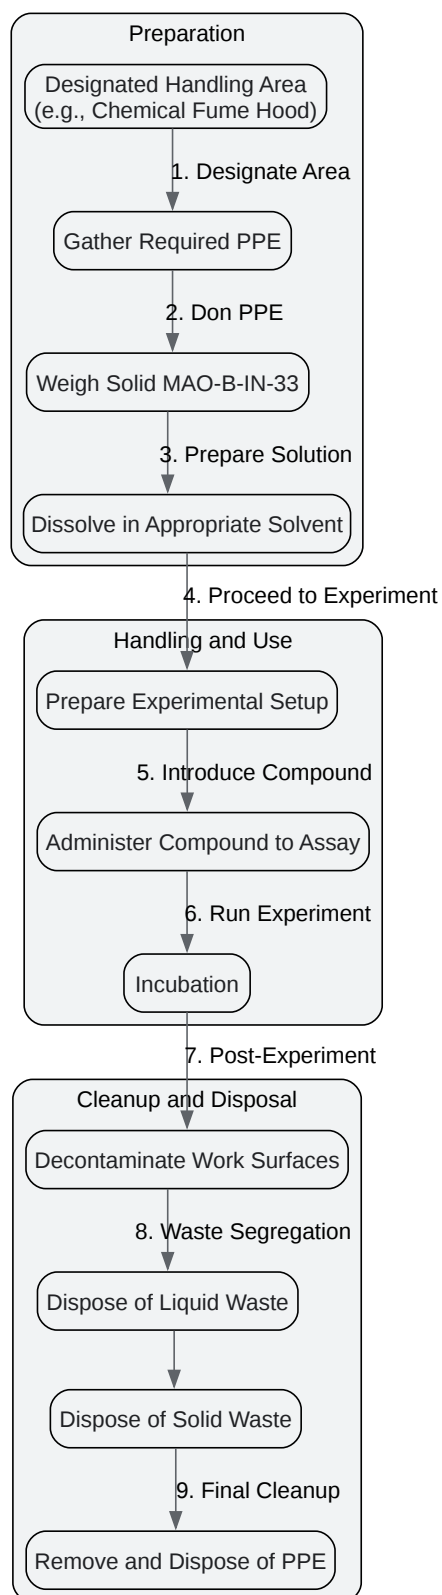 Preparation
Designated Handling Area
(e.g., Chemical Fume Hood)
1. Designate Area
Gather Required PPE
2. Don PPE
Weigh Solid MAO-B-IN-33
3. Prepare Solution
Dissolve in Appropriate Solvent
4. Proceed to Experiment
Handling and Use
Prepare Experimental Setup
5. Introduce Compound
Administer Compound to Assay
6. Run Experiment
Incubation
7. Post-Experiment
Cleanup and Disposal
Decontaminate Work Surfaces
8. Waste Segregation
Dispose of Liquid Waste
Dispose of Solid Waste
9. Final Cleanup
Remove and Dispose of PPE